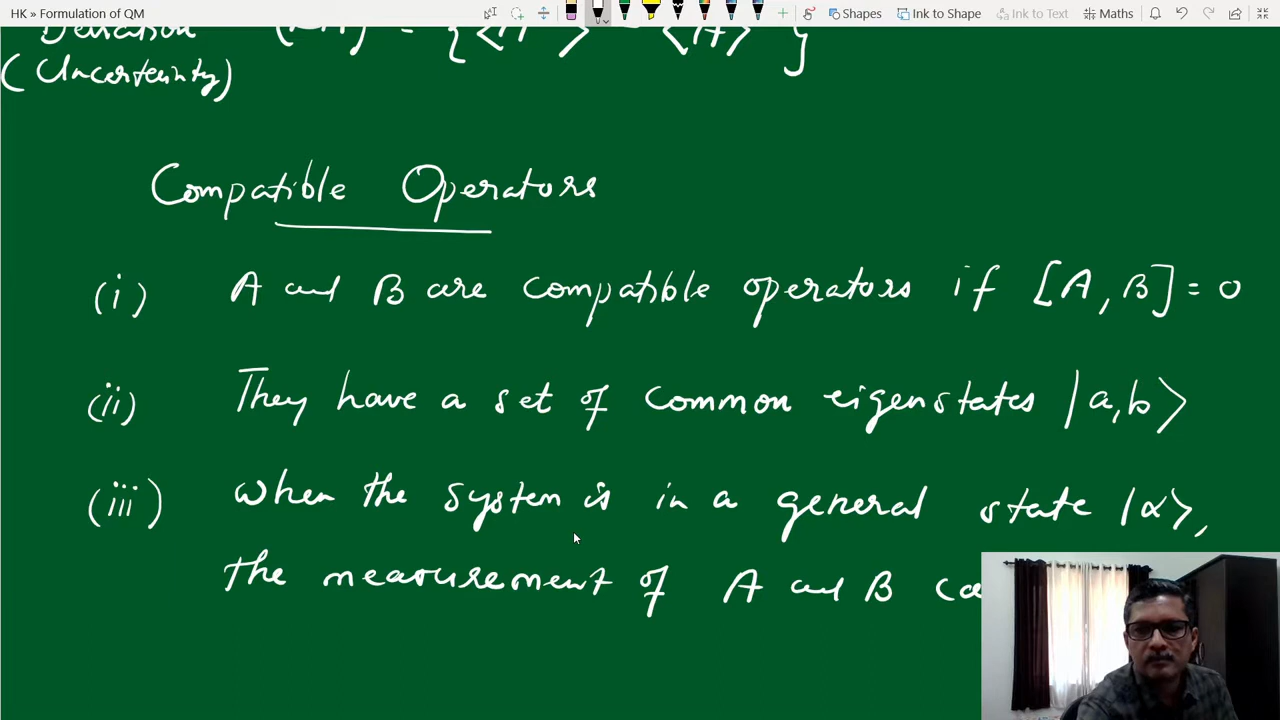 HK » Formulation of QM
Shapes
Ink to Shape
Ink to Text
Maths
(Uncertainty)
Compatible Operators
(i) A and B are compatible operators if [A, B] = 0
(ii) They have a set of common eigenstates |a,b>
(iii) When the system is in a general state |α>,
the measurement of A and B